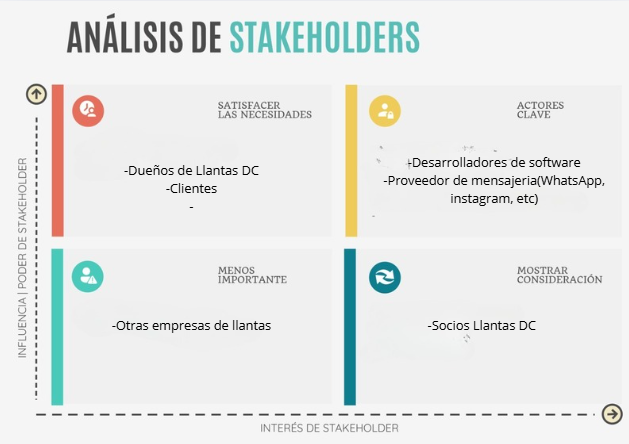 ANÁLISIS DE STAKEHOLDERS
SATISFACER
LAS NECESIDADES
-Dueños de Llantas DC
-Clientes
-
ACTORES
CLAVE
-Desarrolladores de software
-Proveedor de mensajeria(WhatsApp,
instagram, etc)
INFLUENCIA | PODER DE STAKEHOLDER
MENOS
IMPORTANTE
-Otras empresas de llantas
MOSTRAR
CONSIDERACIÓN
-Socios Llantas DC
INTERÉS DE STAKEHOLDER